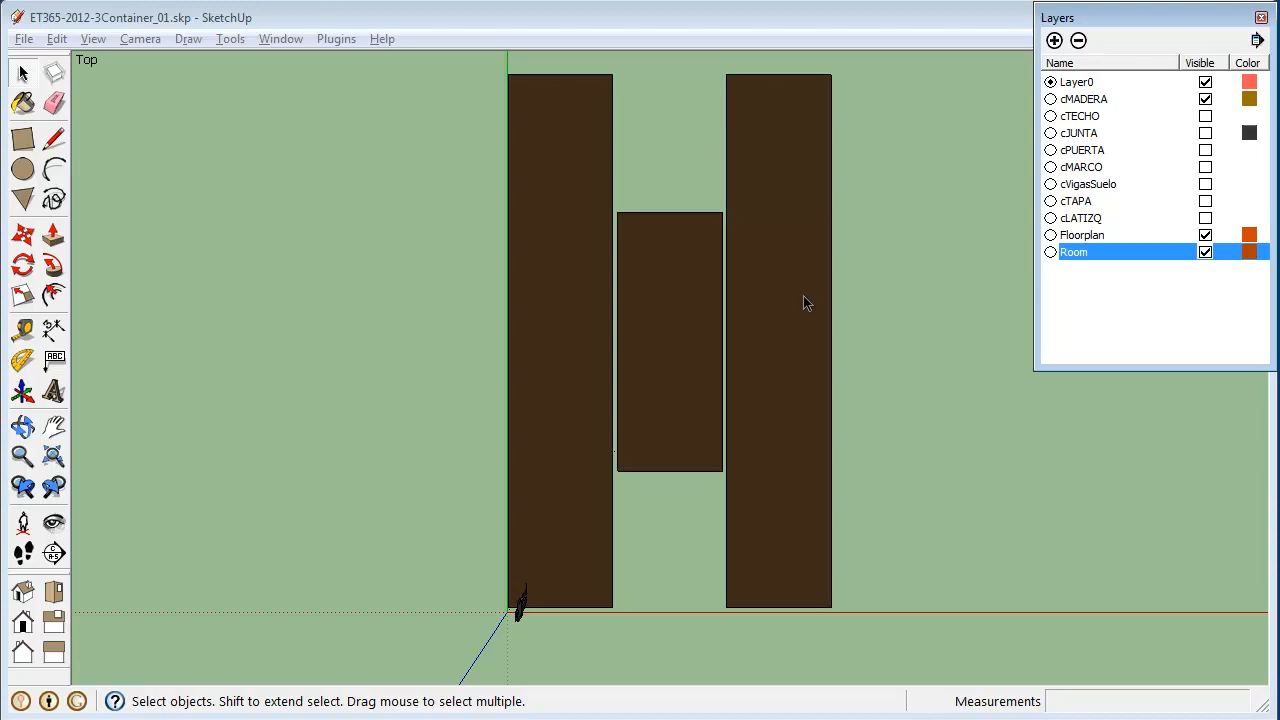 ET365-2012-3Container_01.skp - SketchUp
File Edit View Camera Draw Tools Window Plugins Help
Top
Layers
Name Visible Color
Layer0
cMADERA
cTECHO
cJUNTA
cPUERTA
cMARCO
cVigasSuelo
cTAPA
cLATIZQ
Floorplan
Room
ABC
A
C
A-5
G
? Select objects. Shift to extend select. Drag mouse to select multiple.
Measurements